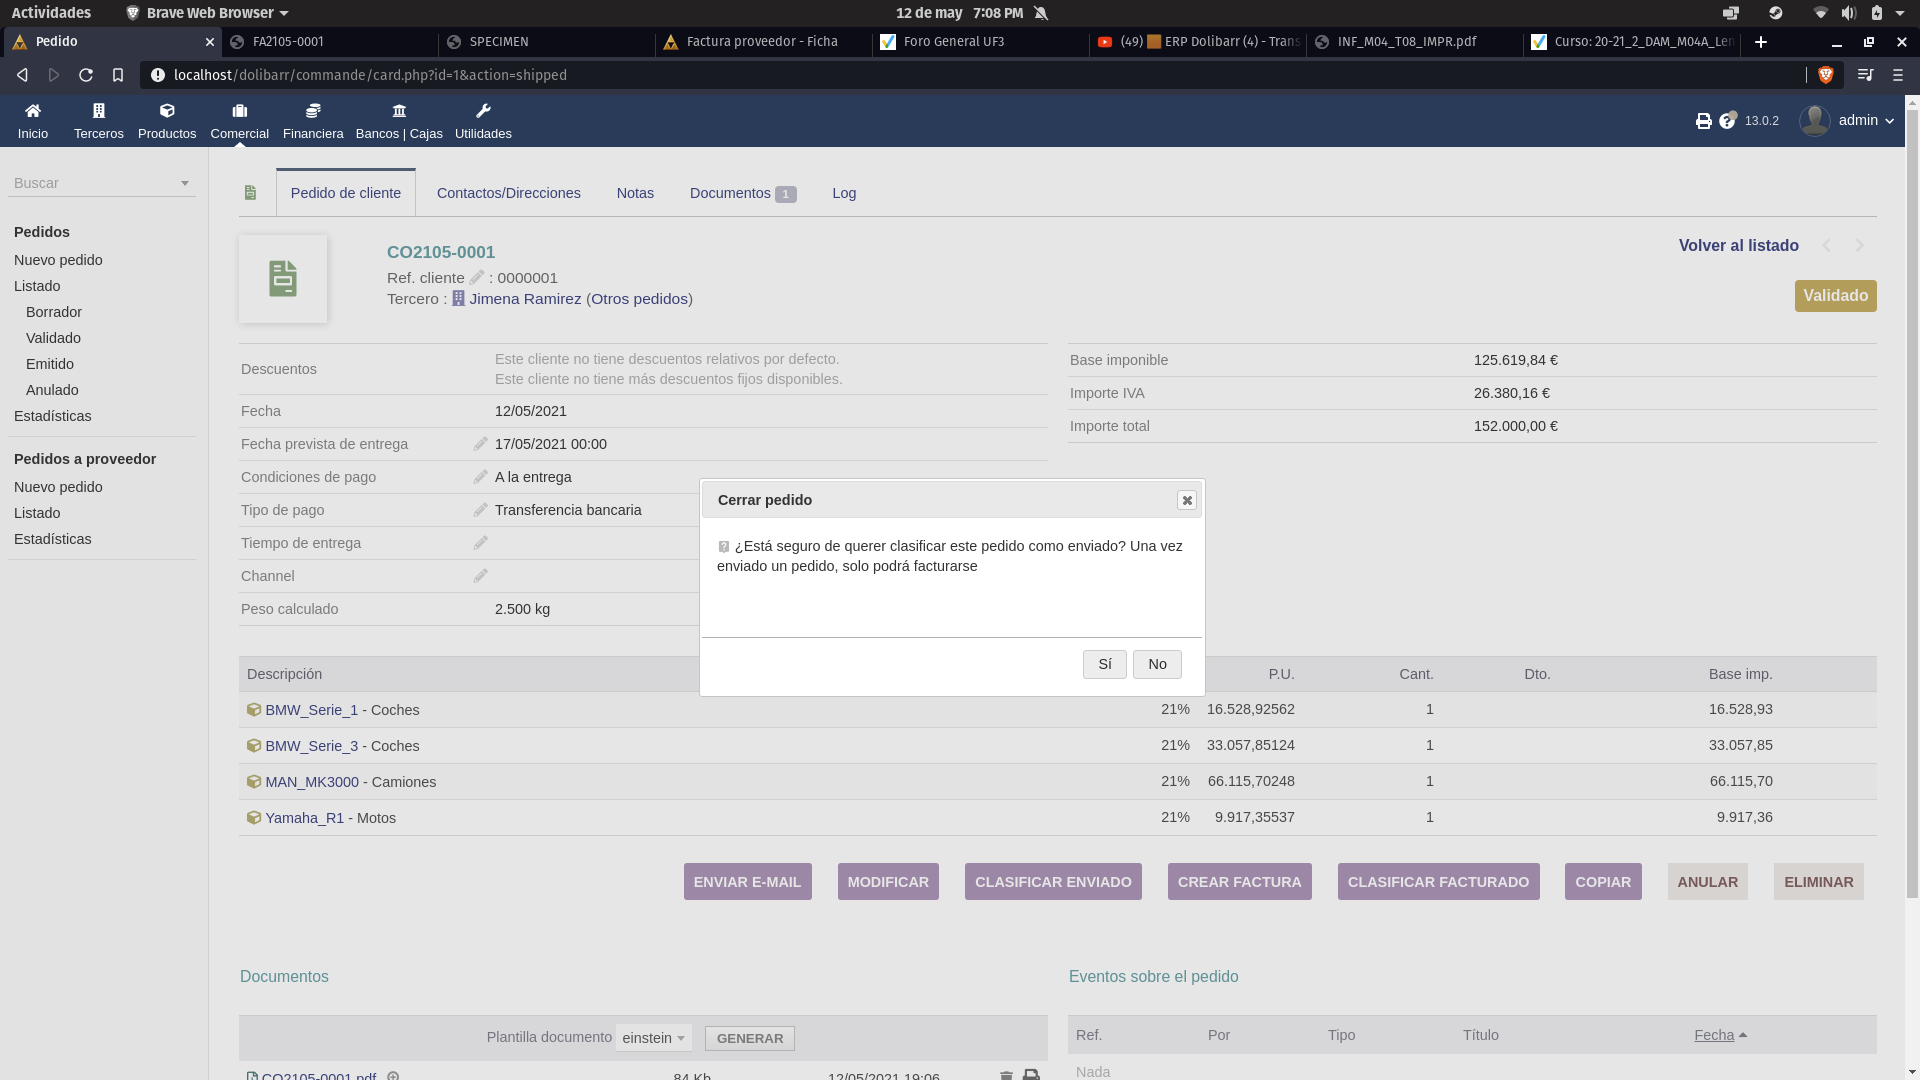 Actividades
Brave Web Browser
12 de may 7:08 PM
Pedido
FA2105-0001
SPECIMEN
Factura proveedor - Ficha
Foro General UF3
(49) ERP Dolibarr (4) - Trans
INF_M04_T08_IMPR.pdf
Curso: 20-21_2_DAM_M04A_Len
localhost/dolibarr/commande/card.php?id=1&action=shipped
Inicio
Terceros
Productos
Comercial
Financiera
Bancos | Cajas
Utilidades
13.0.2
admin
Buscar
Pedidos
Nuevo pedido
Listado
Borrador
Validado
Emitido
Anulado
Estadísticas
Pedidos a proveedor
Nuevo pedido
Listado
Estadísticas
Pedido de cliente
Contactos/Direcciones
Notas
Documentos 1
Log
CO2105-0001
Ref. cliente : 0000001
Tercero : Jimena Ramirez (Otros pedidos)
Volver al listado
Validado
Descuentos
Este cliente no tiene descuentos relativos por defecto.
Este cliente no tiene más descuentos fijos disponibles.
Fecha 12/05/2021
Fecha prevista de entrega 17/05/2021 00:00
Condiciones de pago A la entrega
Tipo de pago Transferencia bancaria
Tiempo de entrega
Channel
Peso calculado 2.500 kg
Base imponible 125.619,84 €
Importe IVA 26.380,16 €
Importe total 152.000,00 €
Cerrar pedido
¿Está seguro de querer clasificar este pedido como enviado? Una vez
enviado un pedido, solo podrá facturarse
Sí No
Descripción P.U. Cant. Dto. Base imp.
BMW_Serie_1 - Coches 21% 16.528,92562 1 16.528,93
BMW_Serie_3 - Coches 21% 33.057,85124 1 33.057,85
MAN_MK3000 - Camiones 21% 66.115,70248 1 66.115,70
Yamaha_R1 - Motos 21% 9.917,35537 1 9.917,36
ENVIAR E-MAIL MODIFICAR CLASIFICAR ENVIADO CREAR FACTURA CLASIFICAR FACTURADO COPIAR ANULAR ELIMINAR
Documentos
Plantilla documento einstein GENERAR
CO2105-0001.pdf 84 Kb 12/05/2021 19:06
Eventos sobre el pedido
Ref. Por Tipo Título Fecha
Nada